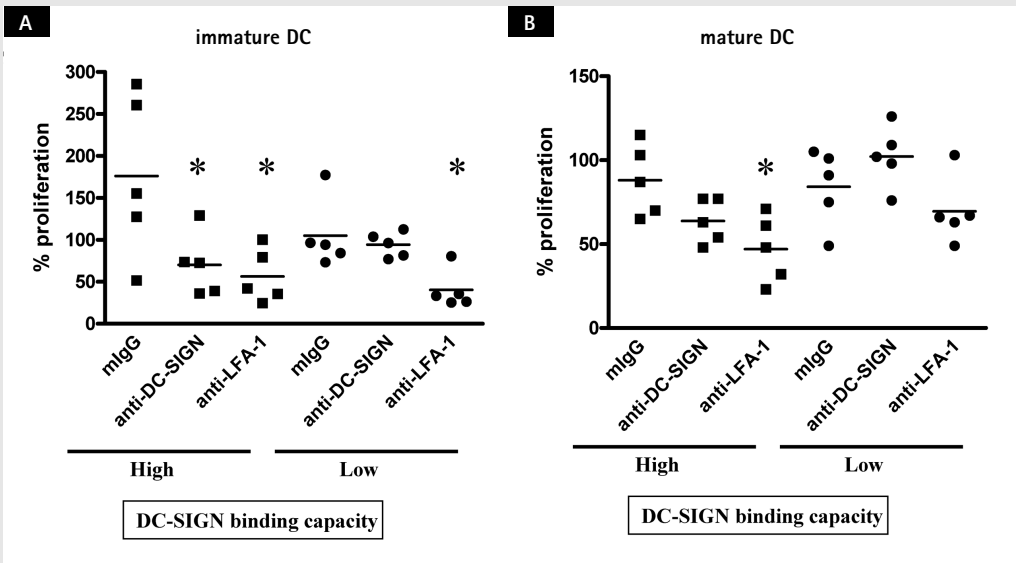 A
immature DC
% proliferation
300
250
200
150
100
50
0
*
*
*
mIgG
anti-DC-SIGN
anti-LFA-1
mIgG
anti-DC-SIGN
anti-LFA-1
High
Low
DC-SIGN binding capacity
B
mature DC
% proliferation
150
100
50
0
*
mIgG
anti-DC-SIGN
anti-LFA-1
mIgG
anti-DC-SIGN
anti-LFA-1
High
Low
DC-SIGN binding capacity